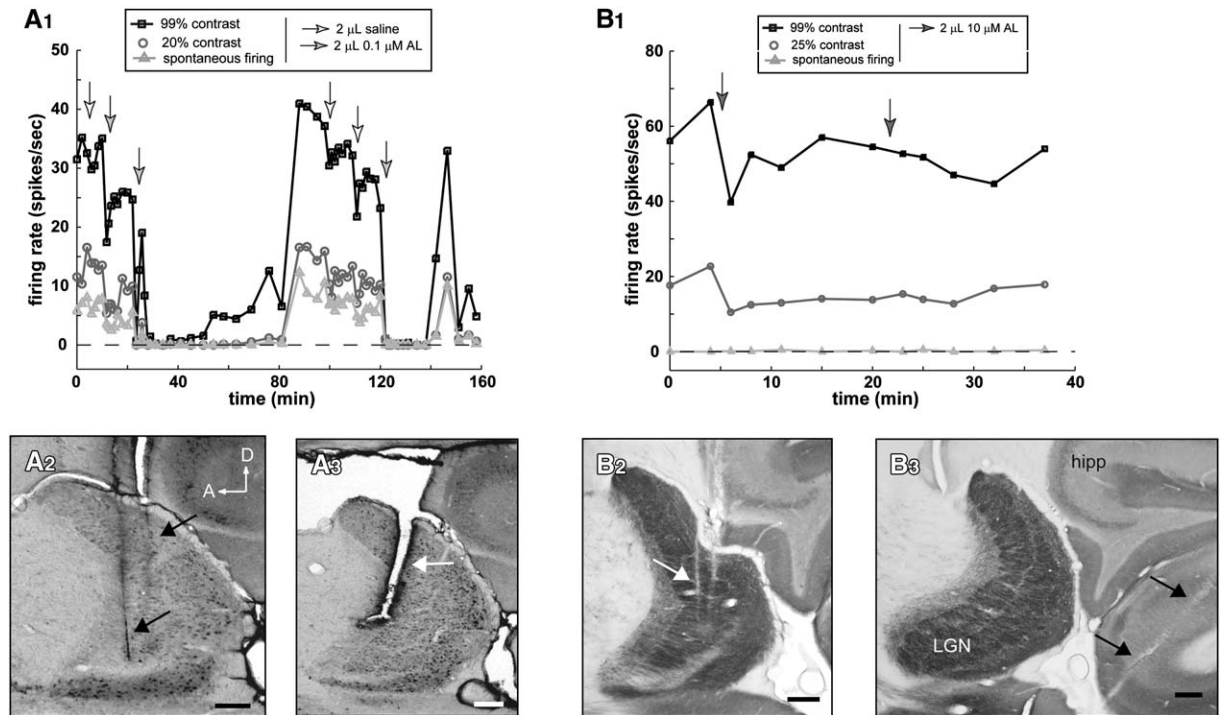 A1
99% contrast
20% contrast
spontaneous firing
2 µL saline
2 µL 0.1 µM AL
50
40
30
20
10
0
firing rate (spikes/sec)
0 40 80 120 160
time (min)
B1
99% contrast
25% contrast
spontaneous firing
2 µL 10 µM AL
80
60
40
20
0
firing rate (spikes/sec)
0 10 20 30 40
time (min)
A2
D
A
A3
B2
B3
hipp
LGN